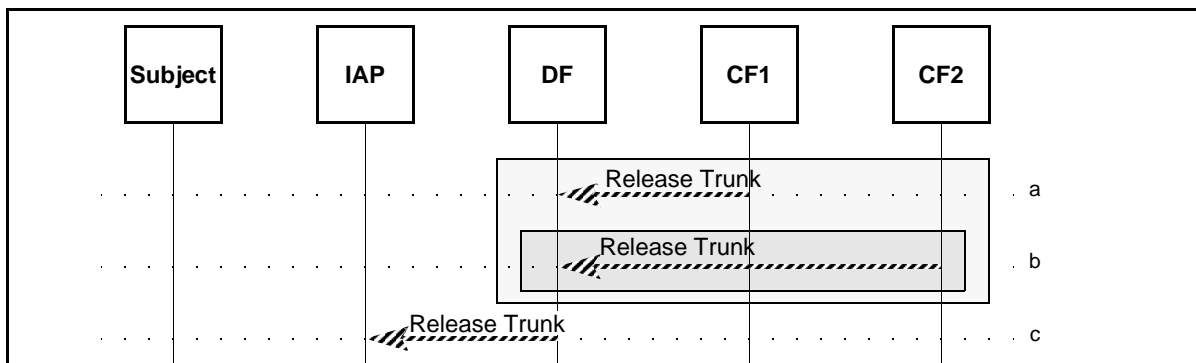 Subject IAP DF CF1 CF2
Release Trunk a
Release Trunk b
Release Trunk c